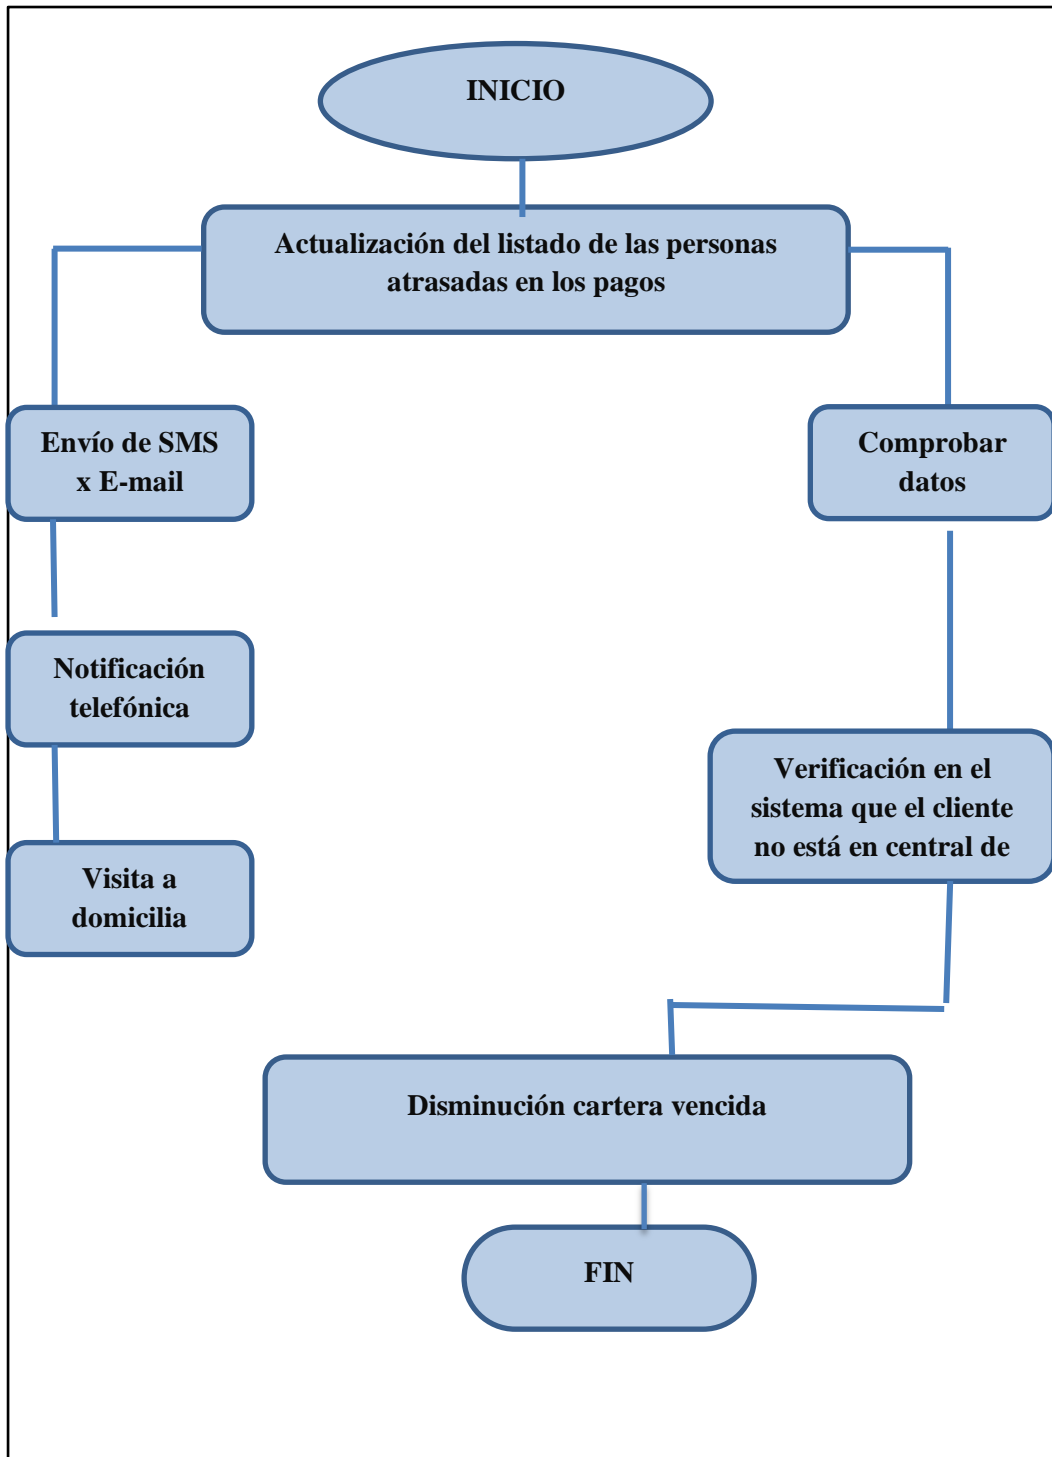 INICIO
Actualización del listado de las personas
atrasadas en los pagos
Envío de SMS
x E-mail
Comprobar
datos
Notificación
telefónica
Verificación en el
sistema que el cliente
no está en central de
Visita a
domicilia
Disminución cartera vencida
FIN